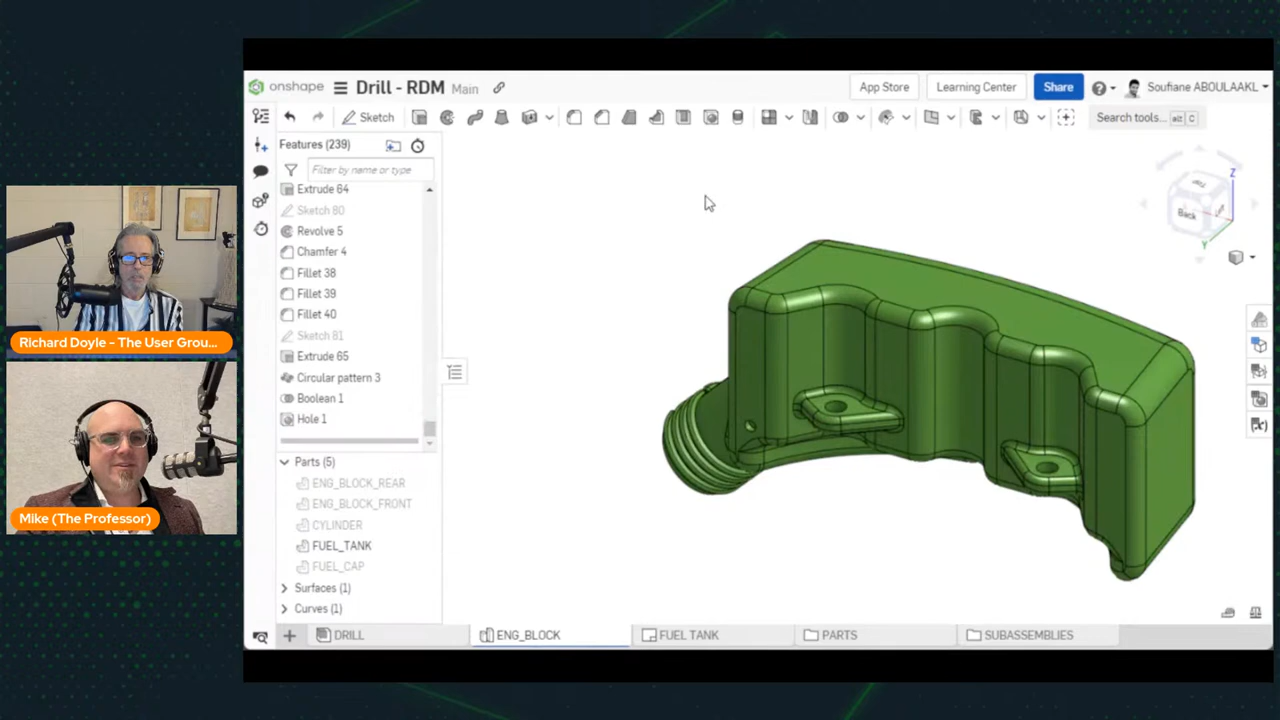 onshape
Drill - RDM Main
App Store
Learning Center
Share
Soufiane ABOULAAKL
Sketch
Search tools... alt C
Features (239)
Filter by name or type
Extrude 64
Sketch 80
Revolve 5
Chamfer 4
Fillet 38
Fillet 39
Fillet 40
Sketch 81
Extrude 65
Circular pattern 3
Boolean 1
Hole 1
Parts (5)
ENG_BLOCK_REAR
ENG_BLOCK_FRONT
CYLINDER
FUEL_TANK
FUEL_CAP
Surfaces (1)
Curves (1)
DRILL
ENG_BLOCK
FUEL TANK
PARTS
SUBASSEMBLIES
Z
Back
Y
Richard Doyle - The User Grou...
Mike (The Professor)